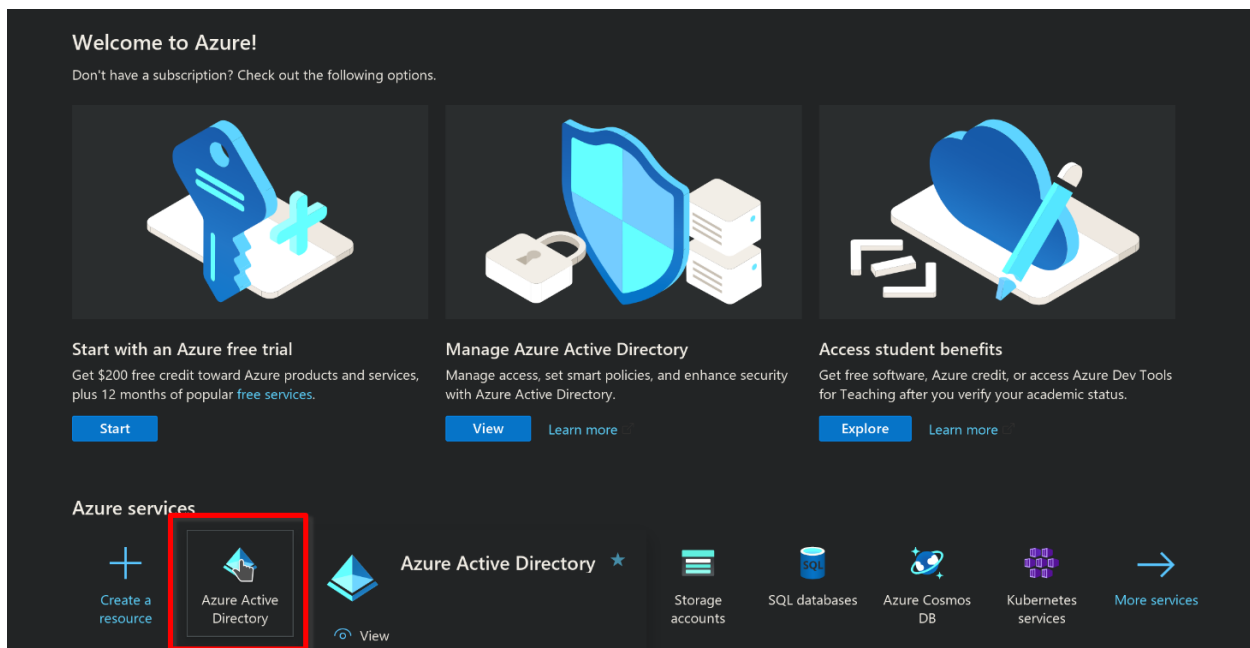 Welcome to Azure!
Don't have a subscription? Check out the following options.
Start with an Azure free trial
Get $200 free credit toward Azure products and services,
plus 12 months of popular free services.
Start
Manage Azure Active Directory
Manage access, set smart policies, and enhance security
with Azure Active Directory.
View
Learn more
Access student benefits
Get free software, Azure credit, or access Azure Dev Tools
for Teaching after you verify your academic status.
Explore
Learn more
Azure services
Create a
resource
Azure Active
Directory
Azure Active Directory
View
Storage
accounts
SQL
SQL databases
Azure Cosmos
DB
Kubernetes
services
More services